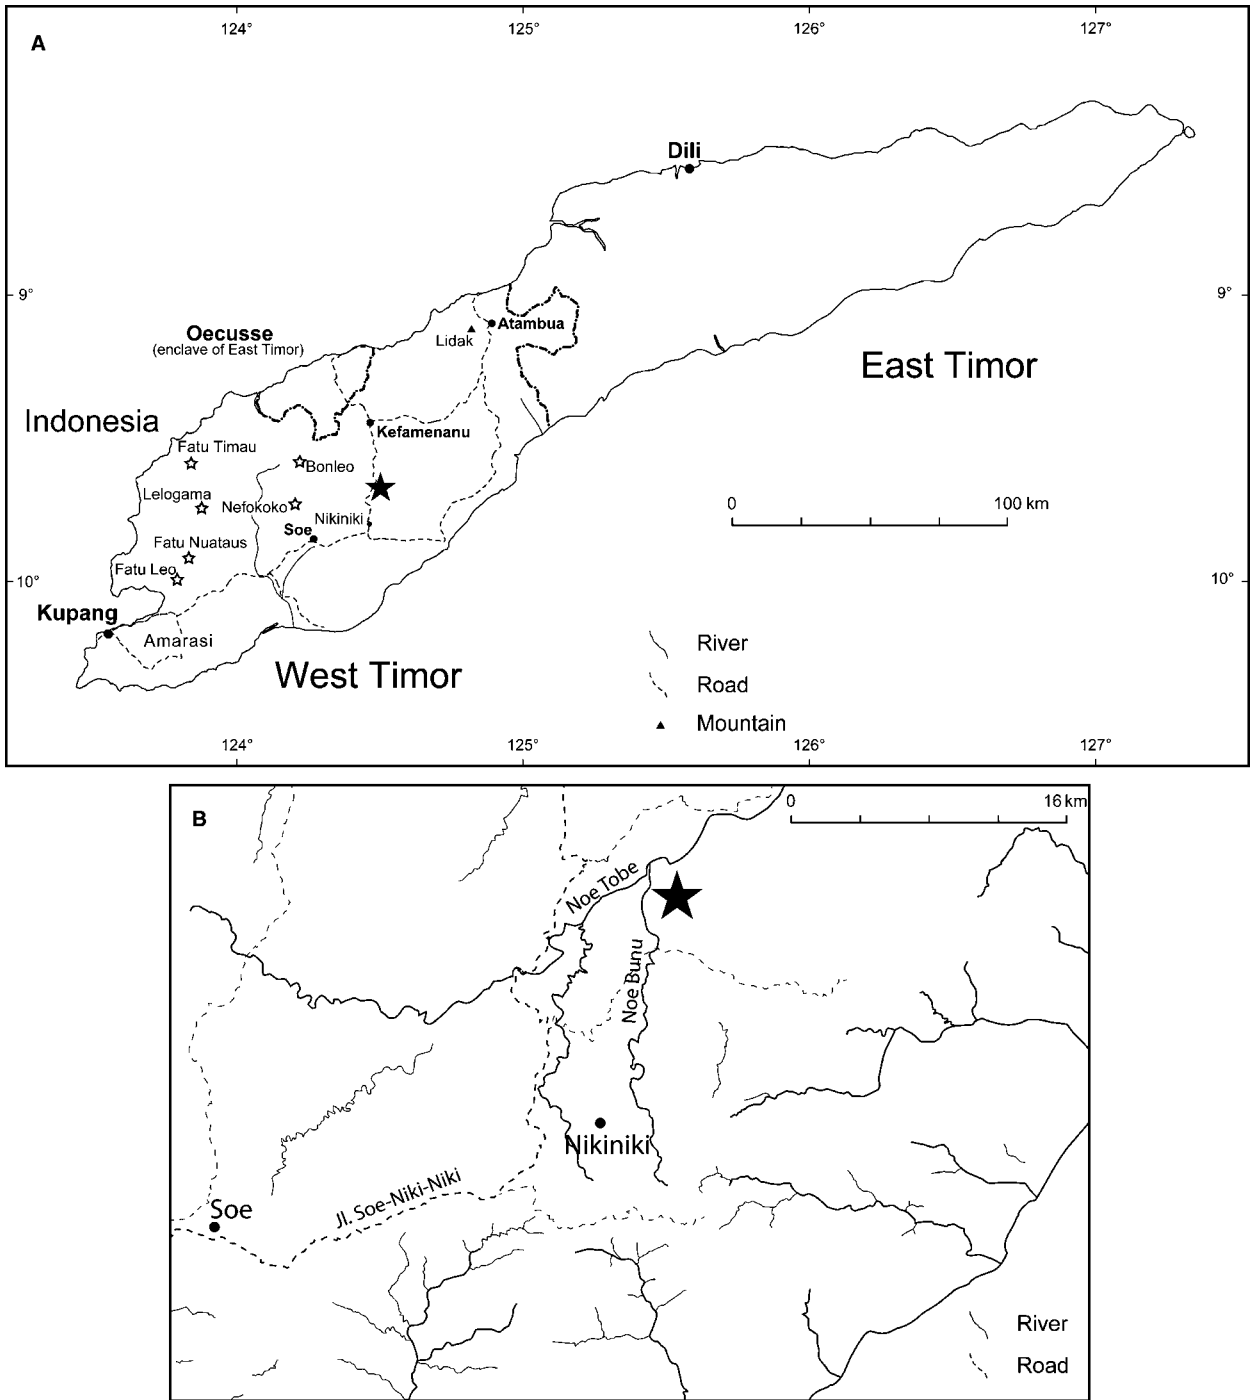 A
124°
125°
126°
127°
Dili
9°
9°
Atambua
Lidak
Oecusse
(enclave of East Timor)
East Timor
Indonesia
Kefamenanu
Fatu Timau
Bonleo
Lelogama
Nefokoko
Nikiniki
Soe
0
100 km
Fatu Nuataus
Fatu Leo
10°
10°
Kupang
Amarasi
West Timor
River
Road
Mountain
124°
125°
126°
127°
B
0
16 km
Noe Tobe
Noe Bunu
Nikiniki
Jl. Soe-Niki-Niki
Soe
River
Road